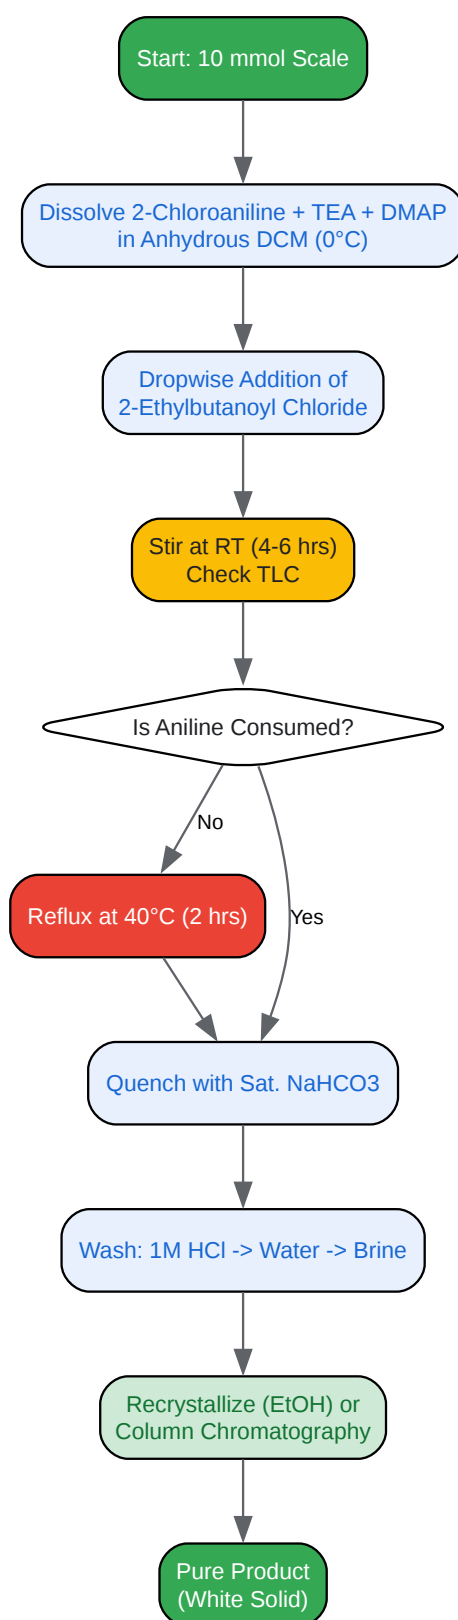 Start: 10 mmol Scale
Dissolve 2-Chloroaniline + TEA + DMAP
in Anhydrous DCM (0°C)
Dropwise Addition of
2-Ethylbutanoyl Chloride
Stir at RT (4-6 hrs)
Check TLC
Is Aniline Consumed?
No
Reflux at 40°C (2 hrs)
Yes
Quench with Sat. NaHCO3
Wash: 1M HCl -> Water -> Brine
Recrystallize (EtOH) or
Column Chromatography
Pure Product
(White Solid)